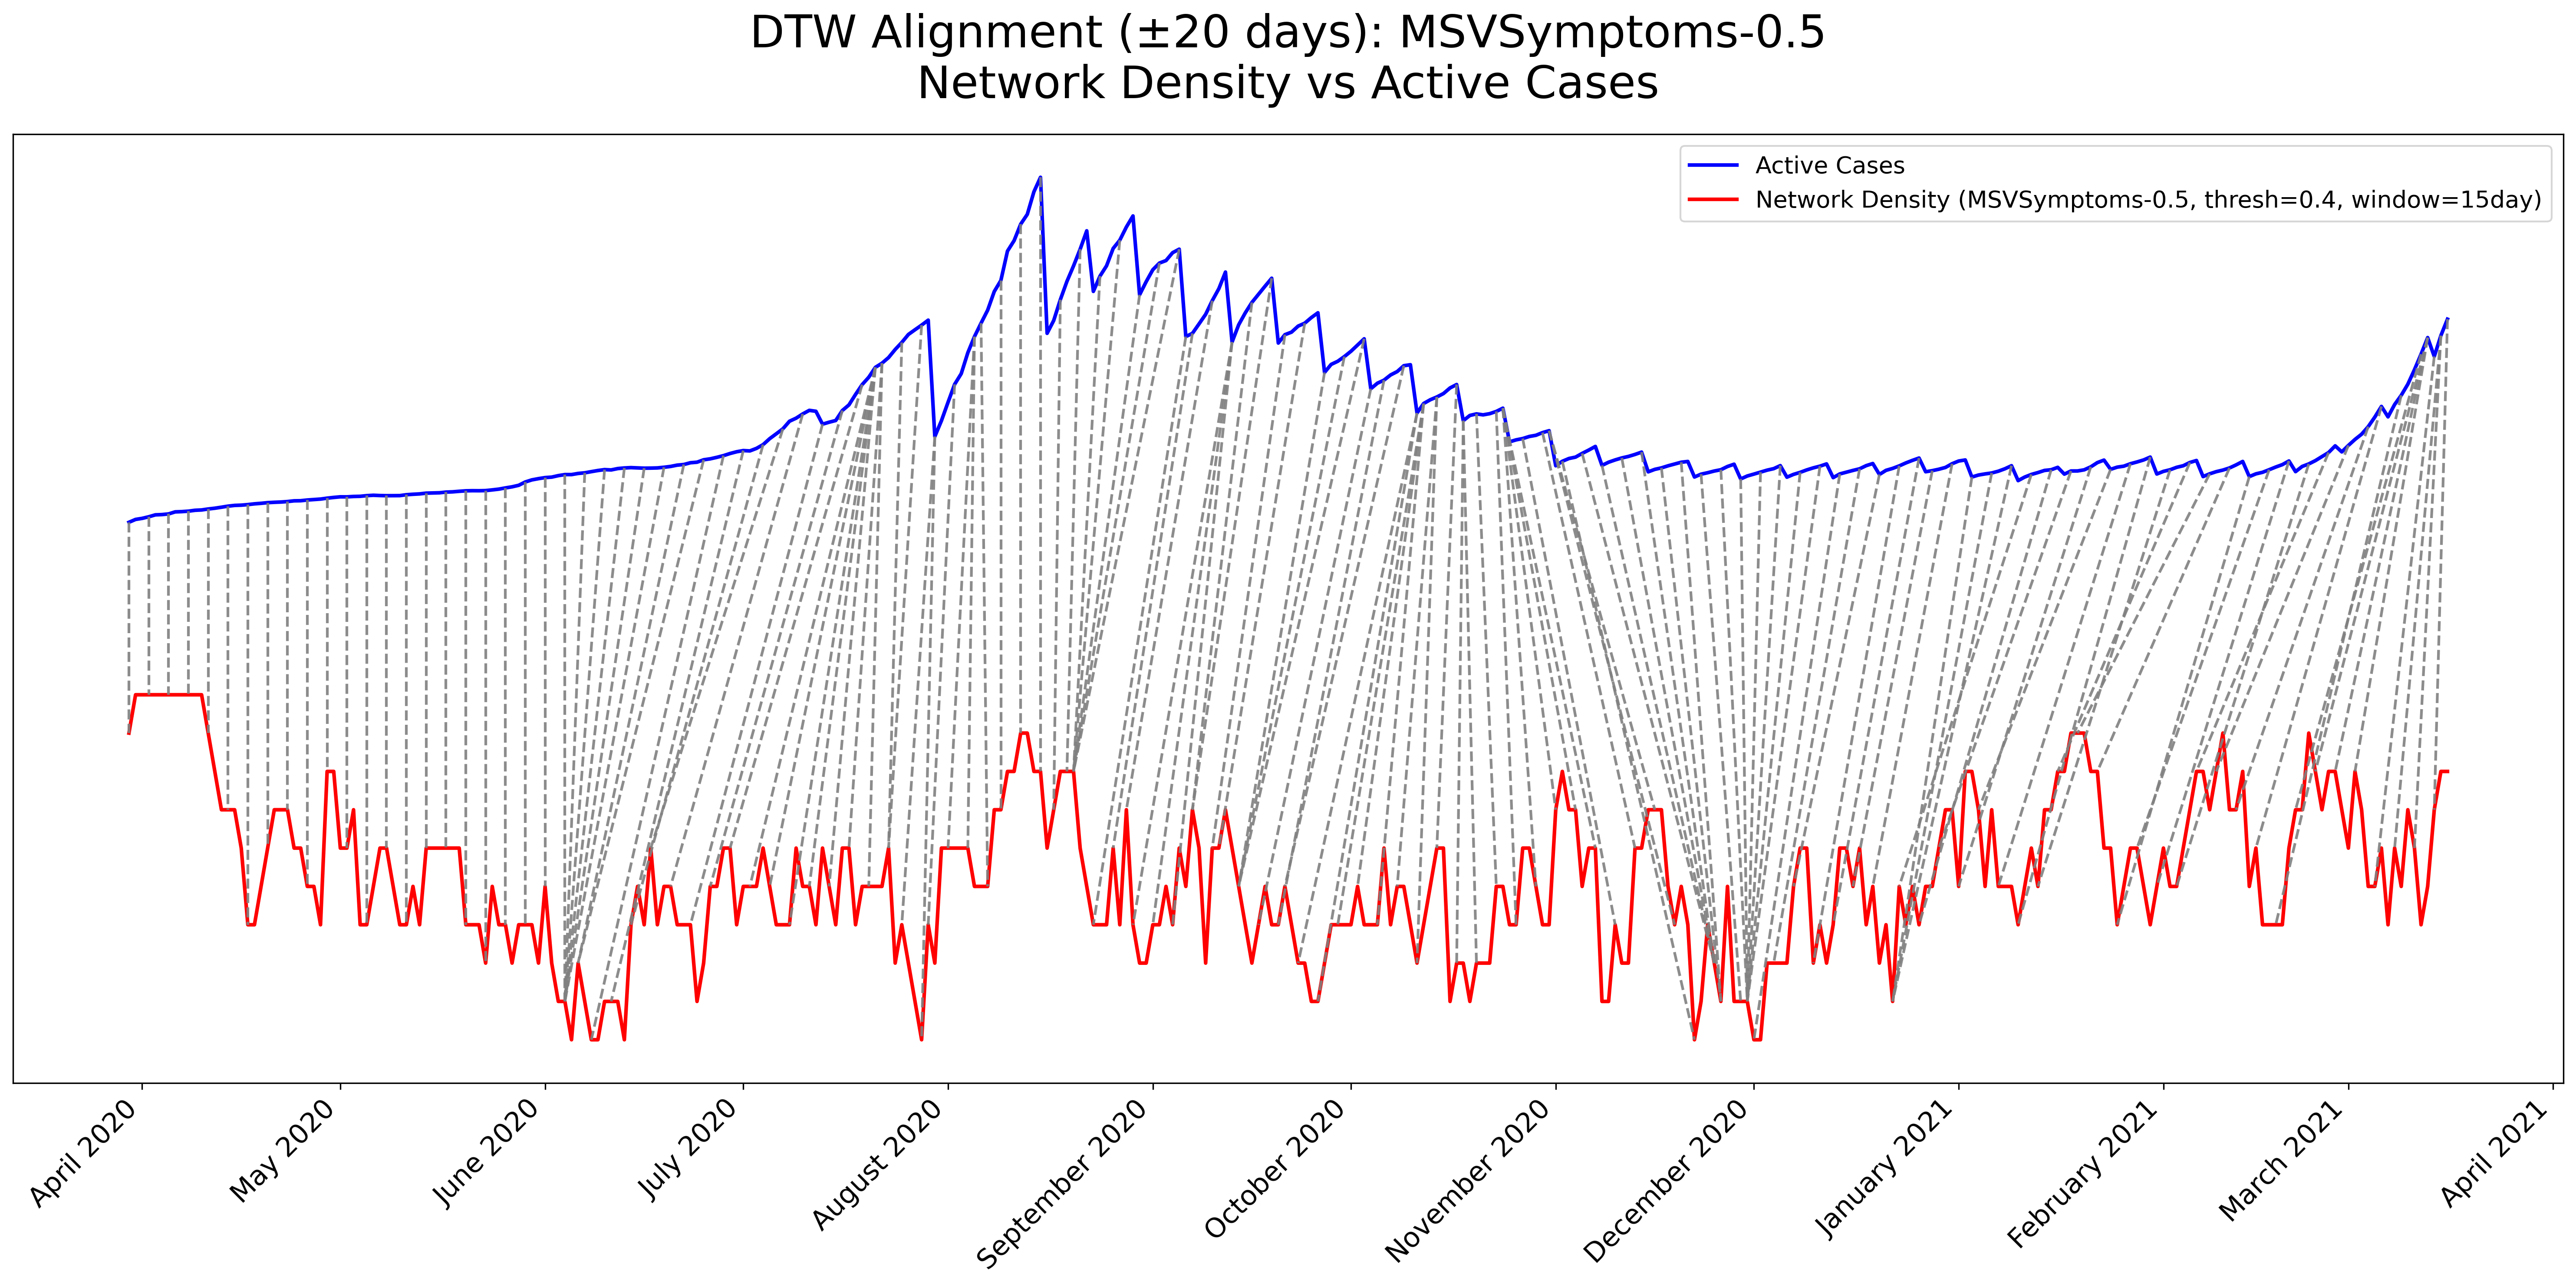 DTW Alignment (±20 days): MSVSymptoms-0.5
Network Density vs Active Cases
Active Cases
Network Density (MSVSymptoms-0.5, thresh=0.4, window=15day)
April 2020
May 2020
June 2020
July 2020
August 2020
September 2020
October 2020
November 2020
December 2020
January 2021
February 2021
March 2021
April 2021